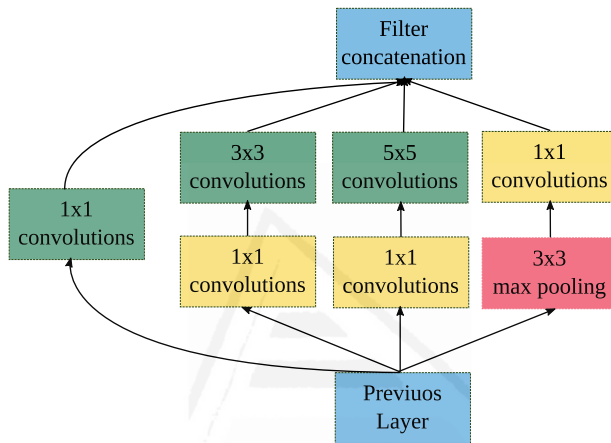 Filter
concatenation
3x3
convolutions
5x5
convolutions
1x1
convolutions
1x1
convolutions
1x1
convolutions
1x1
convolutions
3x3
max pooling
Previuos
Layer